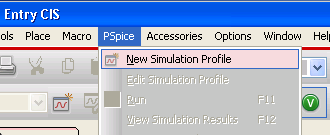 Entry CIS
ols Place Macro PSpice Accessories Options Window H
New Simulation Profile
Edit Simulation Profile
Run F11
View Simulation Results F12
V